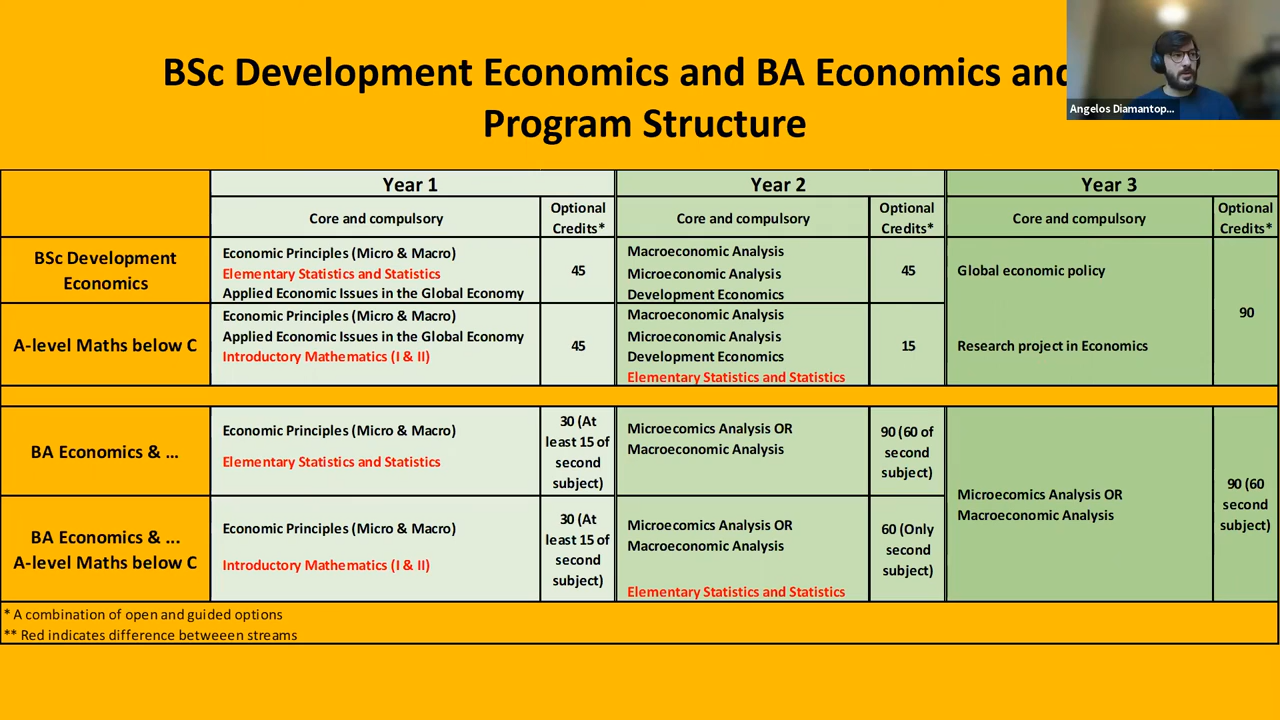 BSc Development Economics and BA Economics and
Program Structure
Angelos Diamantop...
Year 1
Year 2
Year 3
Core and compulsory
Optional
Credits*
Core and compulsory
Optional
Credits*
Core and compulsory
Optional
Credits*
BSc Development
Economics
Economic Principles (Micro & Macro)
Elementary Statistics and Statistics
Applied Economic Issues in the Global Economy
45
Macroeconomic Analysis
Microeconomic Analysis
Development Economics
45
Global economic policy
90
A-level Maths below C
Economic Principles (Micro & Macro)
Applied Economic Issues in the Global Economy
Introductory Mathematics (I & II)
45
Macroeconomic Analysis
Microeconomic Analysis
Development Economics
Elementary Statistics and Statistics
15
Research project in Economics
BA Economics & ...
Economic Principles (Micro & Macro)
Elementary Statistics and Statistics
30 (At
least 15 of
second
subject)
Microecomics Analysis OR
Macroeconomic Analysis
90 (60 of
second
subject)
Microecomics Analysis OR
Macroeconomic Analysis
90 (60
second
subject)
BA Economics & ...
A-level Maths below C
Economic Principles (Micro & Macro)
Introductory Mathematics (I & II)
30 (At
least 15 of
second
subject)
Microecomics Analysis OR
Macroeconomic Analysis
Elementary Statistics and Statistics
60 (Only
second
subject)
* A combination of open and guided options
** Red indicates difference betweeen streams